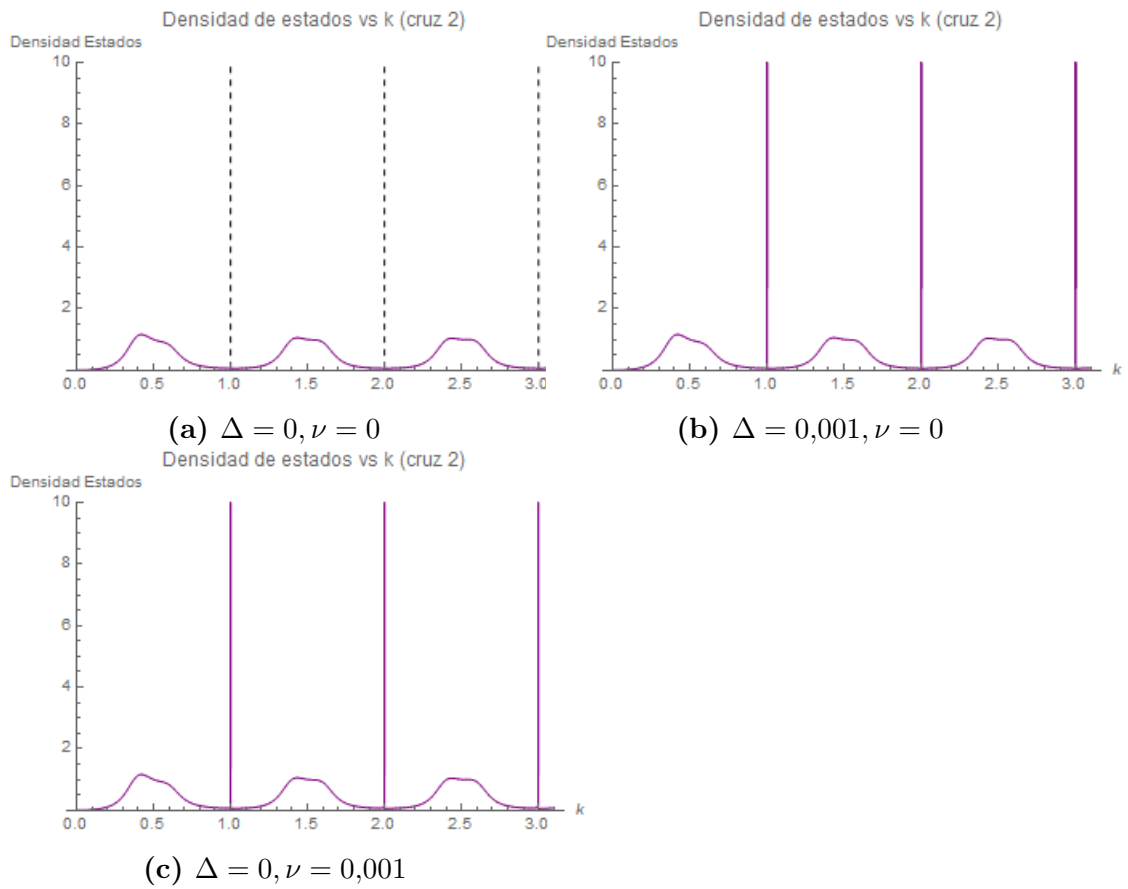 Densidad de estados vs k (cruz 2)
Densidad Estados
10
8
6
4
2
0.0 0.5 1.0 1.5 2.0 2.5 3.0
(a) Δ = 0, ν = 0
Densidad de estados vs k (cruz 2)
Densidad Estados
10
8
6
4
2
0.0 0.5 1.0 1.5 2.0 2.5 3.0 k
(b) Δ = 0,001, ν = 0
Densidad de estados vs k (cruz 2)
Densidad Estados
10
8
6
4
2
0.0 0.5 1.0 1.5 2.0 2.5 3.0 k
(c) Δ = 0, ν = 0,001